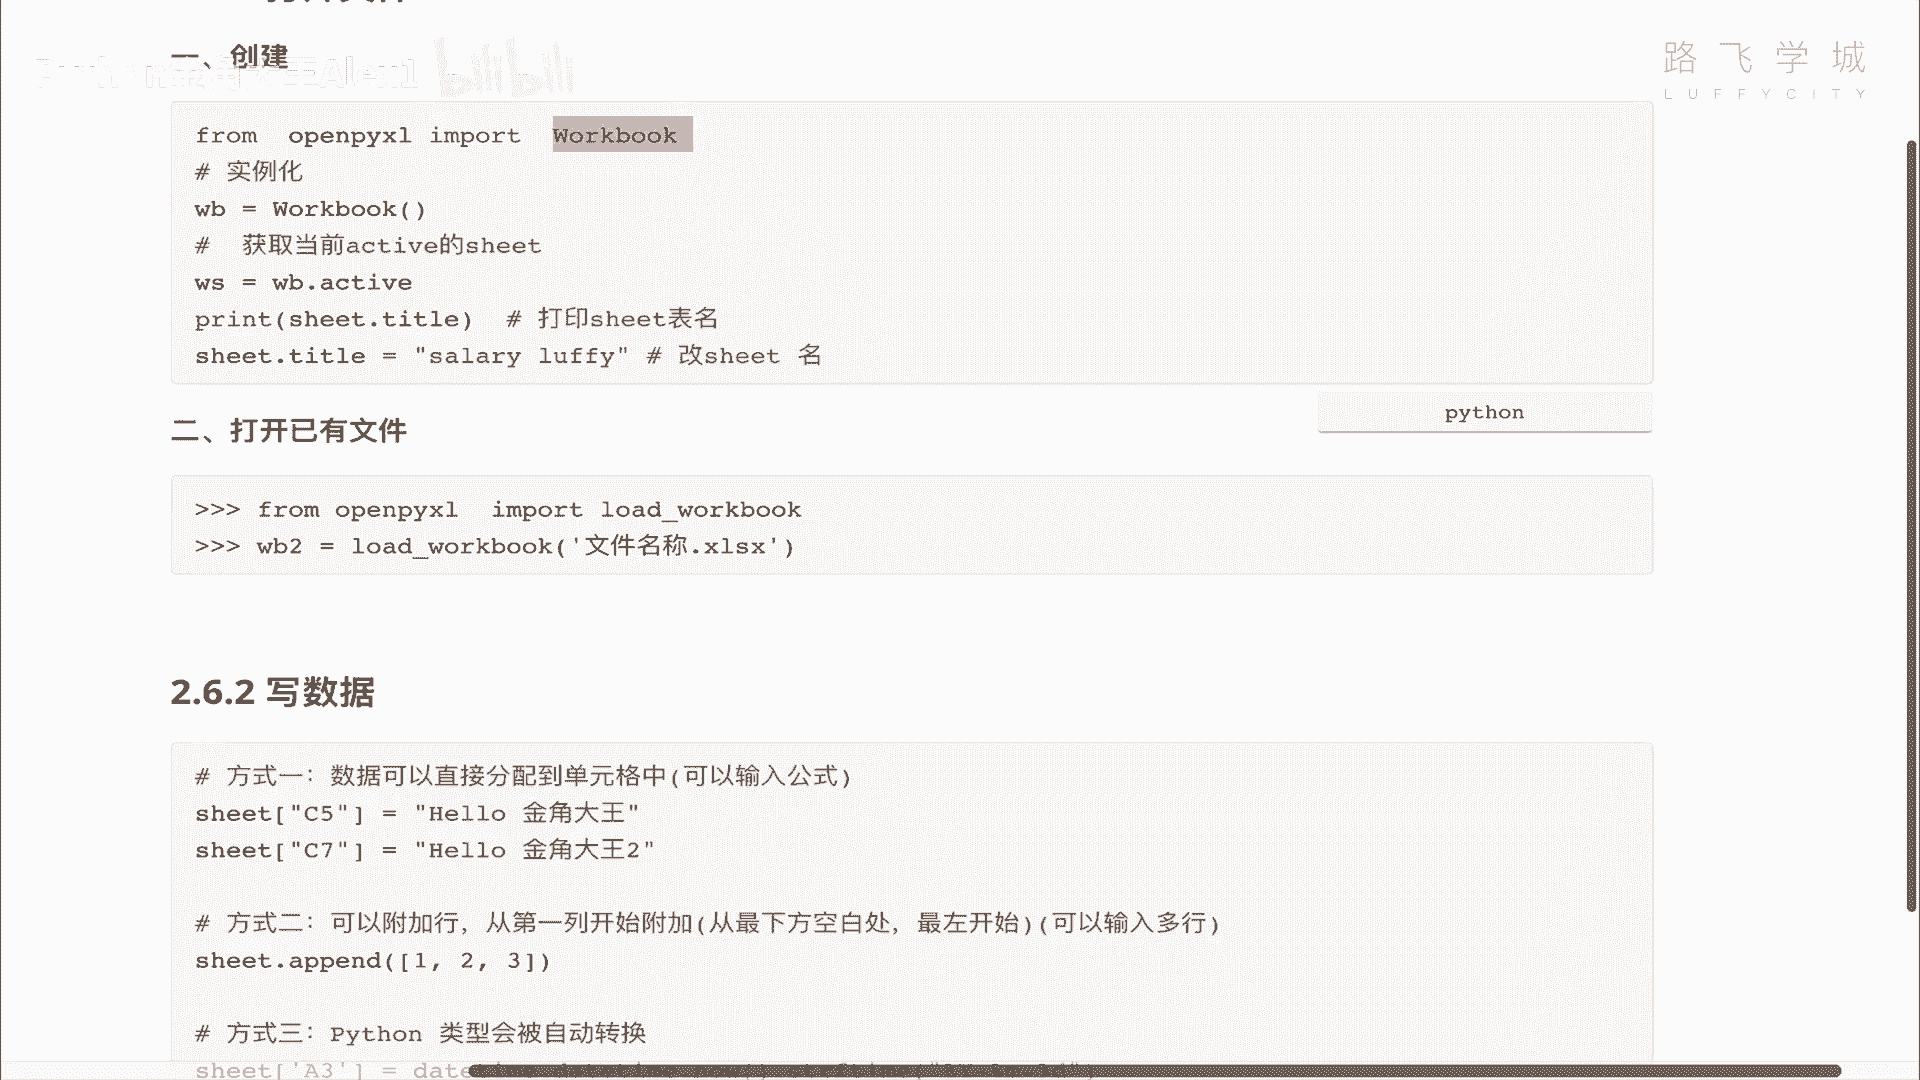 一、创建
路飞学城
LUFFYCITY
from  openpyxl import  Workbook
# 实例化
wb = Workbook()
#  获取当前active的sheet
ws = wb.active
print(sheet.title)  # 打印sheet表名
sheet.title = "salary luffy" # 改sheet 名
python
二、打开已有文件
>>> from openpyxl  import load_workbook
>>> wb2 = load_workbook('文件名称.xlsx')
2.6.2 写数据
# 方式一：数据可以直接分配到单元格中(可以输入公式)
sheet["C5"] = "Hello 金角大王"
sheet["C7"] = "Hello 金角大王2"
# 方式二：可以附加行，从第一列开始附加(从最下方空白处，最左开始)(可以输入多行)
sheet.append([1, 2, 3])
# 方式三：Python 类型会被自动转换
sheet['A3'] =